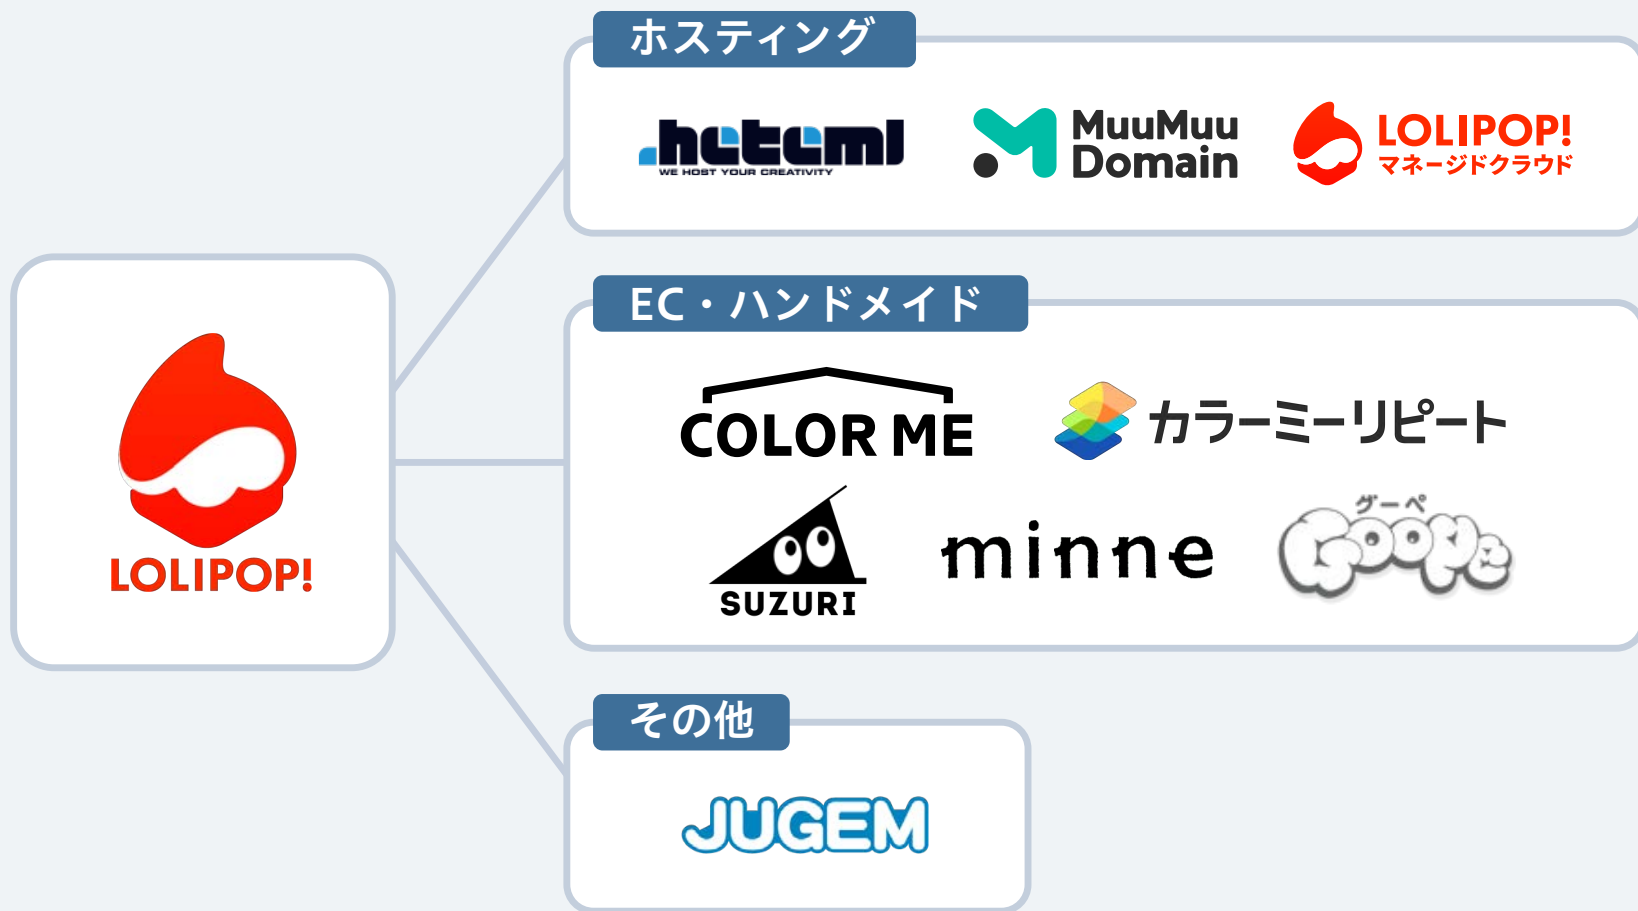 ホスティング
.heteml
WE HOST YOUR CREATIVITY
MuuMuu
Domain
LOLIPOP!
マネージドクラウド
LOLIPOP!
EC・ハンドメイド
COLOR ME
カラーミーリピート
SUZURI
minne
グーペ
Goope
その他
JUGEM